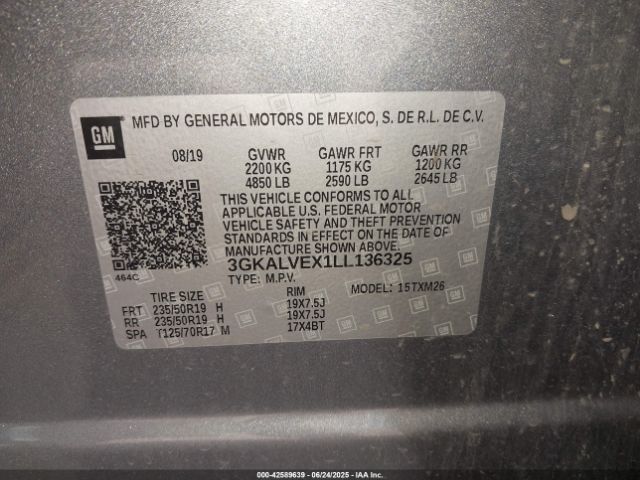 GM MFD BY GENERAL MOTORS DE MEXICO, S. DE R.L. DE C.V.
08/19 GVWR GAWR FRT GAWR RR
2200 KG 1175 KG 1200 KG
4850 LB 2590 LB 2645 LB
THIS VEHICLE CONFORMS TO ALL
APPLICABLE U.S. FEDERAL MOTOR
VEHICLE SAFETY AND THEFT PREVENTION
STANDARDS IN EFFECT ON THE DATE OF
MANUFACTURE SHOWN ABOVE.
464C 3GKALVEX1LL136325
TYPE: M.P.V. MODEL: 15TXM26
TIRE SIZE RIM
FRT 235/50R19 H 19X7.5J
RR 235/50R19 H 19X7.5J
SPA T125/70R17 M 17X4BT
000-42589639 - 06/24/2025 - IAA Inc.